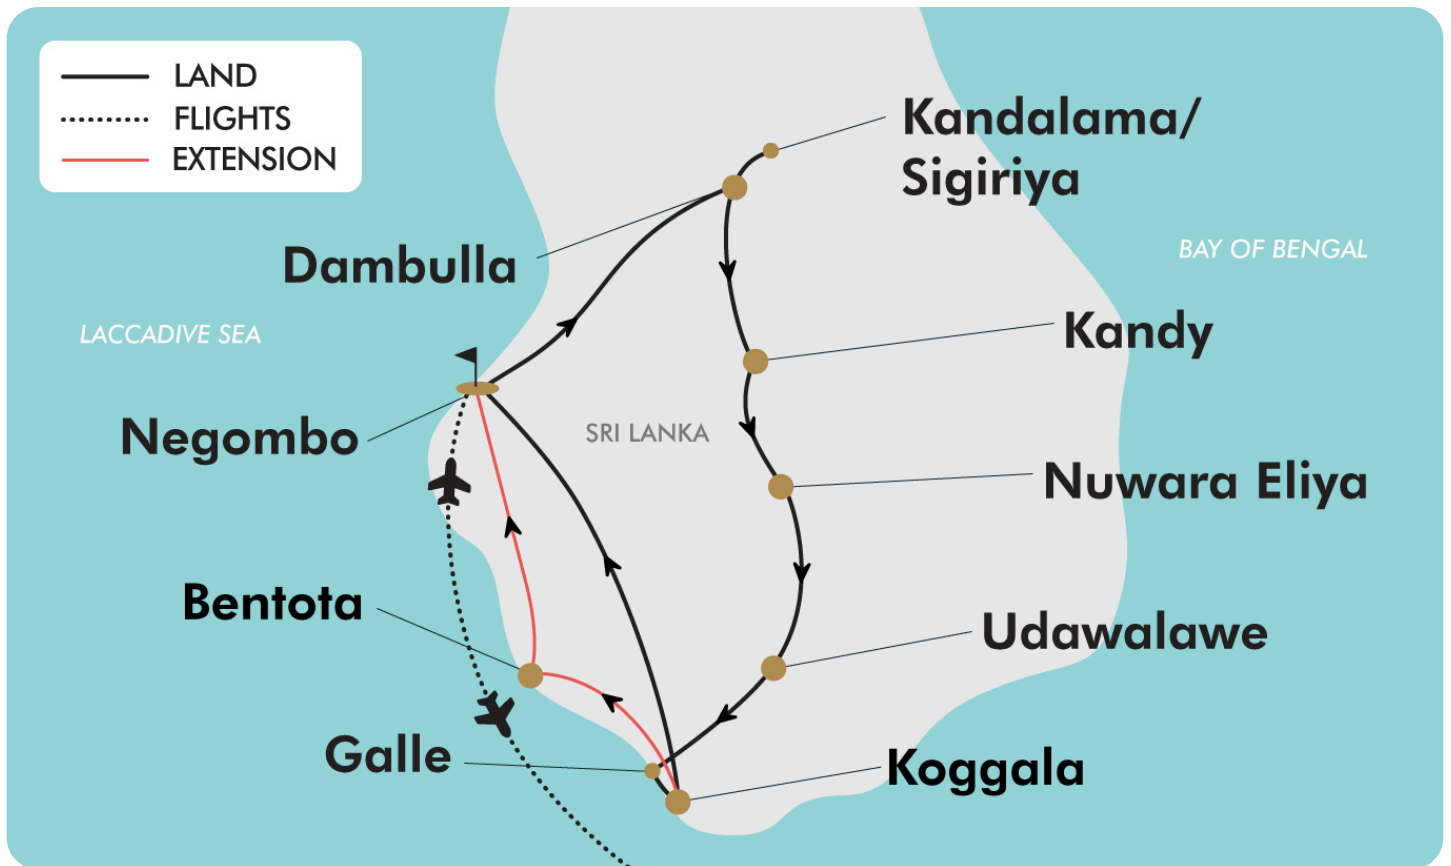 LAND
FLIGHTS
EXTENSION
Kandalama/
Sigiriya
BAY OF BENGAL
Dambulla
LACCADIVE SEA
Kandy
Negombo
SRI LANKA
Nuwara Eliya
Bentota
Udawalawe
Galle
Koggala